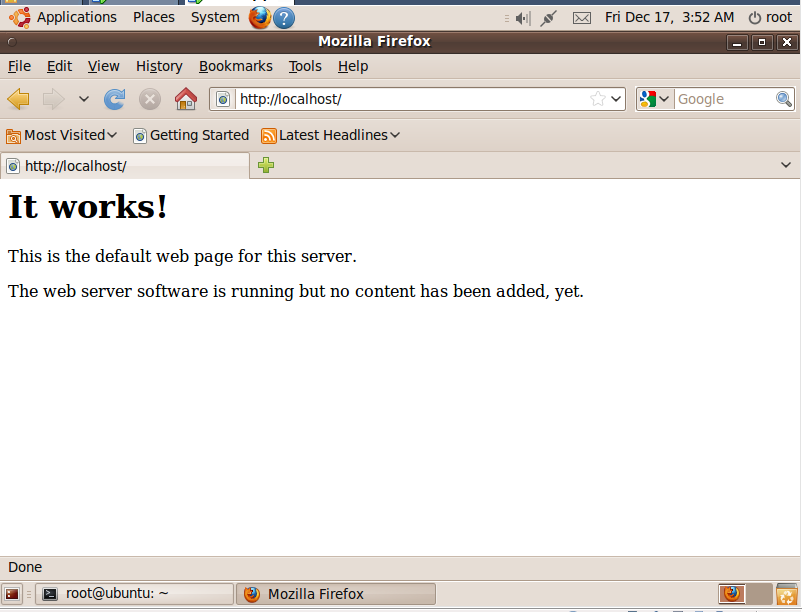 Applications Places System Fri Dec 17, 3:52 AM root
Mozilla Firefox
File Edit View History Bookmarks Tools Help
http://localhost/ Google
Most Visited Getting Started Latest Headlines
http://localhost/
It works!
This is the default web page for this server.
The web server software is running but no content has been added, yet.
Done
root@ubuntu: ~ Mozilla Firefox